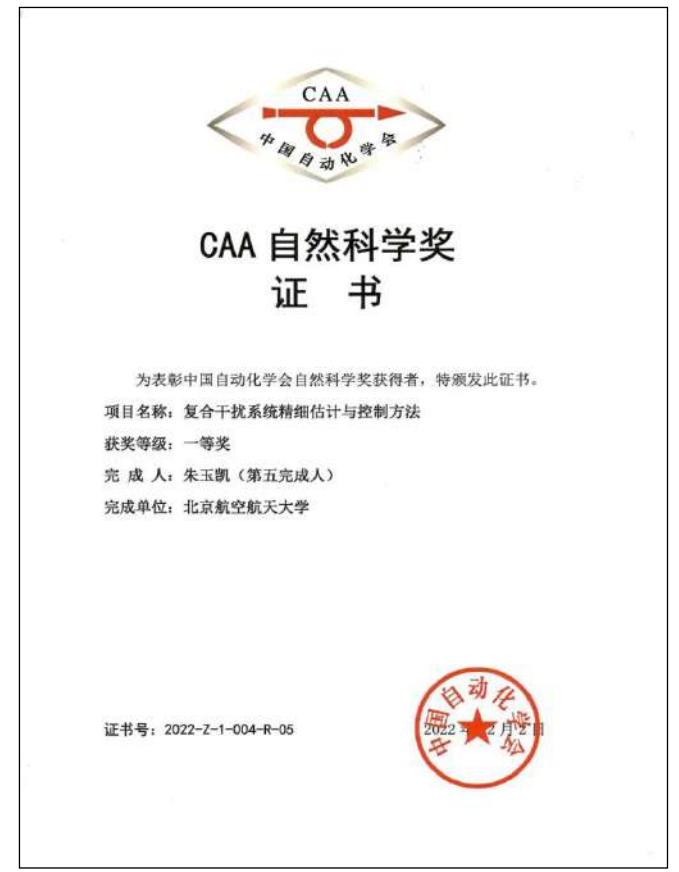 CAA
中国自动化学会
CAA 自然科学奖
证 书
为表彰中国自动化学会自然科学奖获得者，特颁发此证书。
项目名称：复合干扰系统精细估计与控制方法
获奖等级：一等奖
完 成 人：朱玉凯（第五完成人）
完成单位：北京航空航天大学
中国自动化学会
证书号：2022-Z-1-004-R-05
2022 2月2日